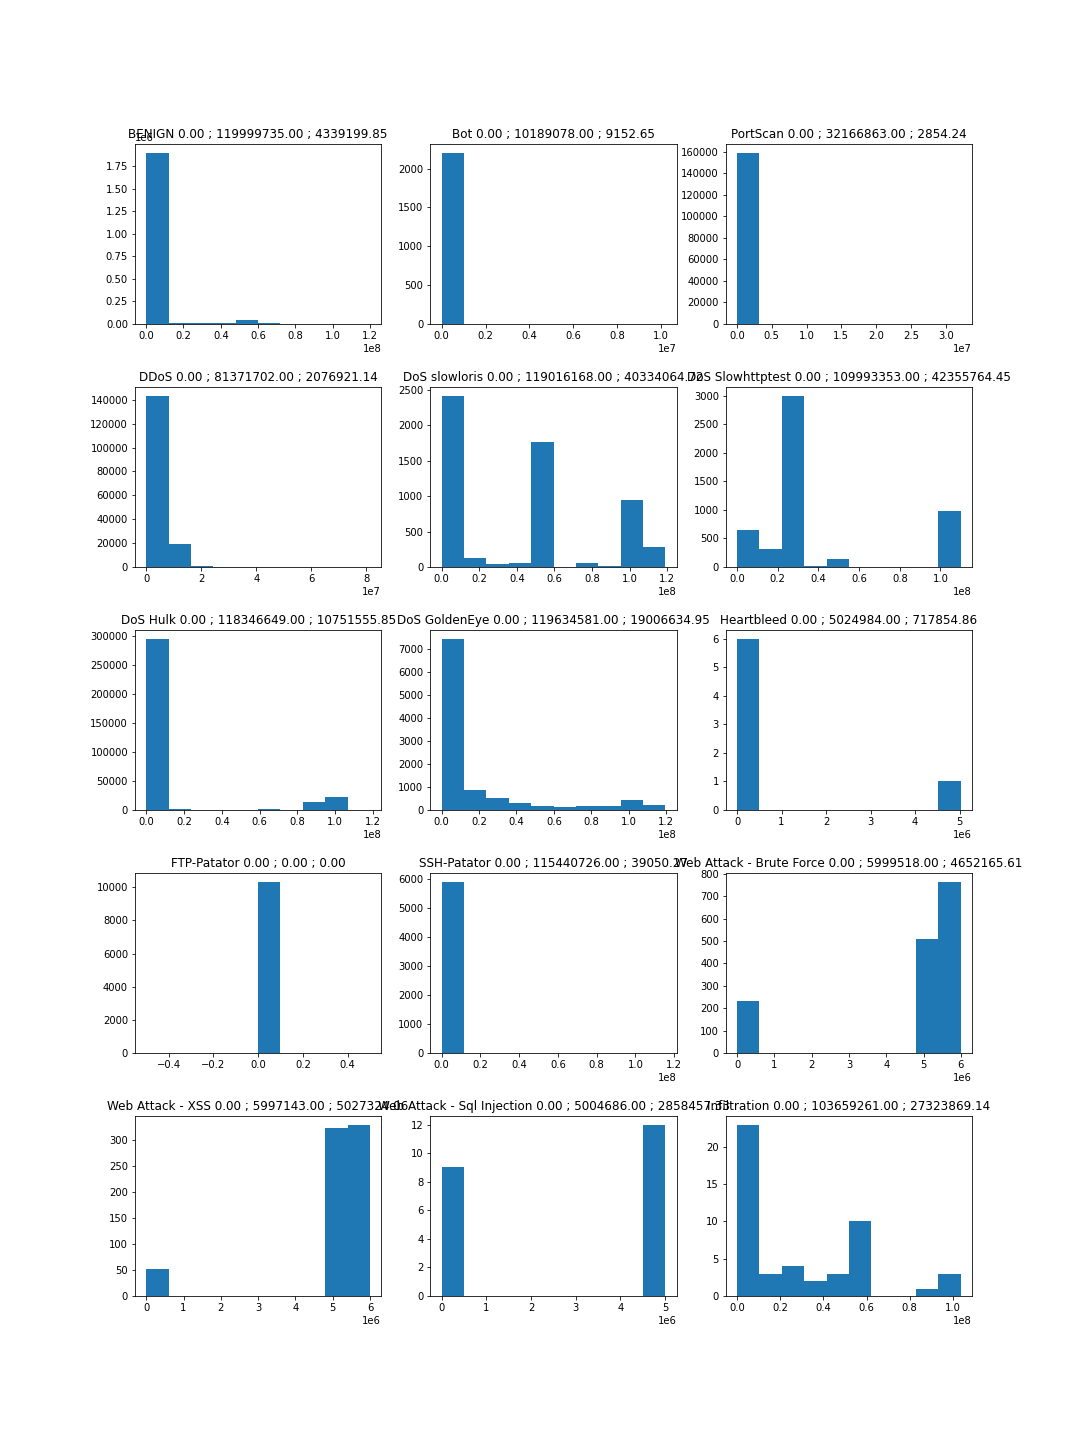 BENIGN 0.00 ; 119999735.00 ; 4339199.85
Bot 0.00 ; 10189078.00 ; 9152.65
PortScan 0.00 ; 32166863.00 ; 2854.24
1.75
1.50
1.25
1.00
0.75
0.50
0.25
0.00
0.0 0.2 0.4 0.6 0.8 1.0 1.2
1e8
2000
1500
1000
500
0
0.0 0.2 0.4 0.6 0.8 1.0
1e7
160000
140000
120000
100000
80000
60000
40000
20000
0
0.0 0.5 1.0 1.5 2.0 2.5 3.0
1e7
DDoS 0.00 ; 81371702.00 ; 2076921.14
DoS slowloris 0.00 ; 119016168.00 ; 40334064.72
DoS Slowhttptest 0.00 ; 109993353.00 ; 42355764.45
140000
120000
100000
80000
60000
40000
20000
0
0 2 4 6 8
1e7
2500
2000
1500
1000
500
0
0.0 0.2 0.4 0.6 0.8 1.0 1.2
1e8
3000
2500
2000
1500
1000
500
0
0.0 0.2 0.4 0.6 0.8 1.0
1e8
DoS Hulk 0.00 ; 118346649.00 ; 10751555.85
DoS GoldenEye 0.00 ; 119634581.00 ; 19006634.95
Heartbleed 0.00 ; 5024984.00 ; 717854.86
300000
250000
200000
150000
100000
50000
0
0.0 0.2 0.4 0.6 0.8 1.0 1.2
1e8
7000
6000
5000
4000
3000
2000
1000
0
0.0 0.2 0.4 0.6 0.8 1.0 1.2
1e8
6
5
4
3
2
1
0
0 1 2 3 4 5
1e6
FTP-Patator 0.00 ; 0.00 ; 0.00
SSH-Patator 0.00 ; 115440726.00 ; 39050.27
Web Attack - Brute Force 0.00 ; 5999518.00 ; 4652165.61
10000
8000
6000
4000
2000
0
−0.4 −0.2 0.0 0.2 0.4
6000
5000
4000
3000
2000
1000
0
0.0 0.2 0.4 0.6 0.8 1.0 1.2
1e8
800
700
600
500
400
300
200
100
0
0 1 2 3 4 5 6
1e6
Web Attack - XSS 0.00 ; 5997143.00 ; 5027324.06
Web Attack - Sql Injection 0.00 ; 5004686.00 ; 2858457.33
Infiltration 0.00 ; 103659261.00 ; 27323869.14
300
250
200
150
100
50
0
0 1 2 3 4 5 6
1e6
12
10
8
6
4
2
0
0 1 2 3 4 5
1e6
20
15
10
5
0
0.0 0.2 0.4 0.6 0.8 1.0
1e8